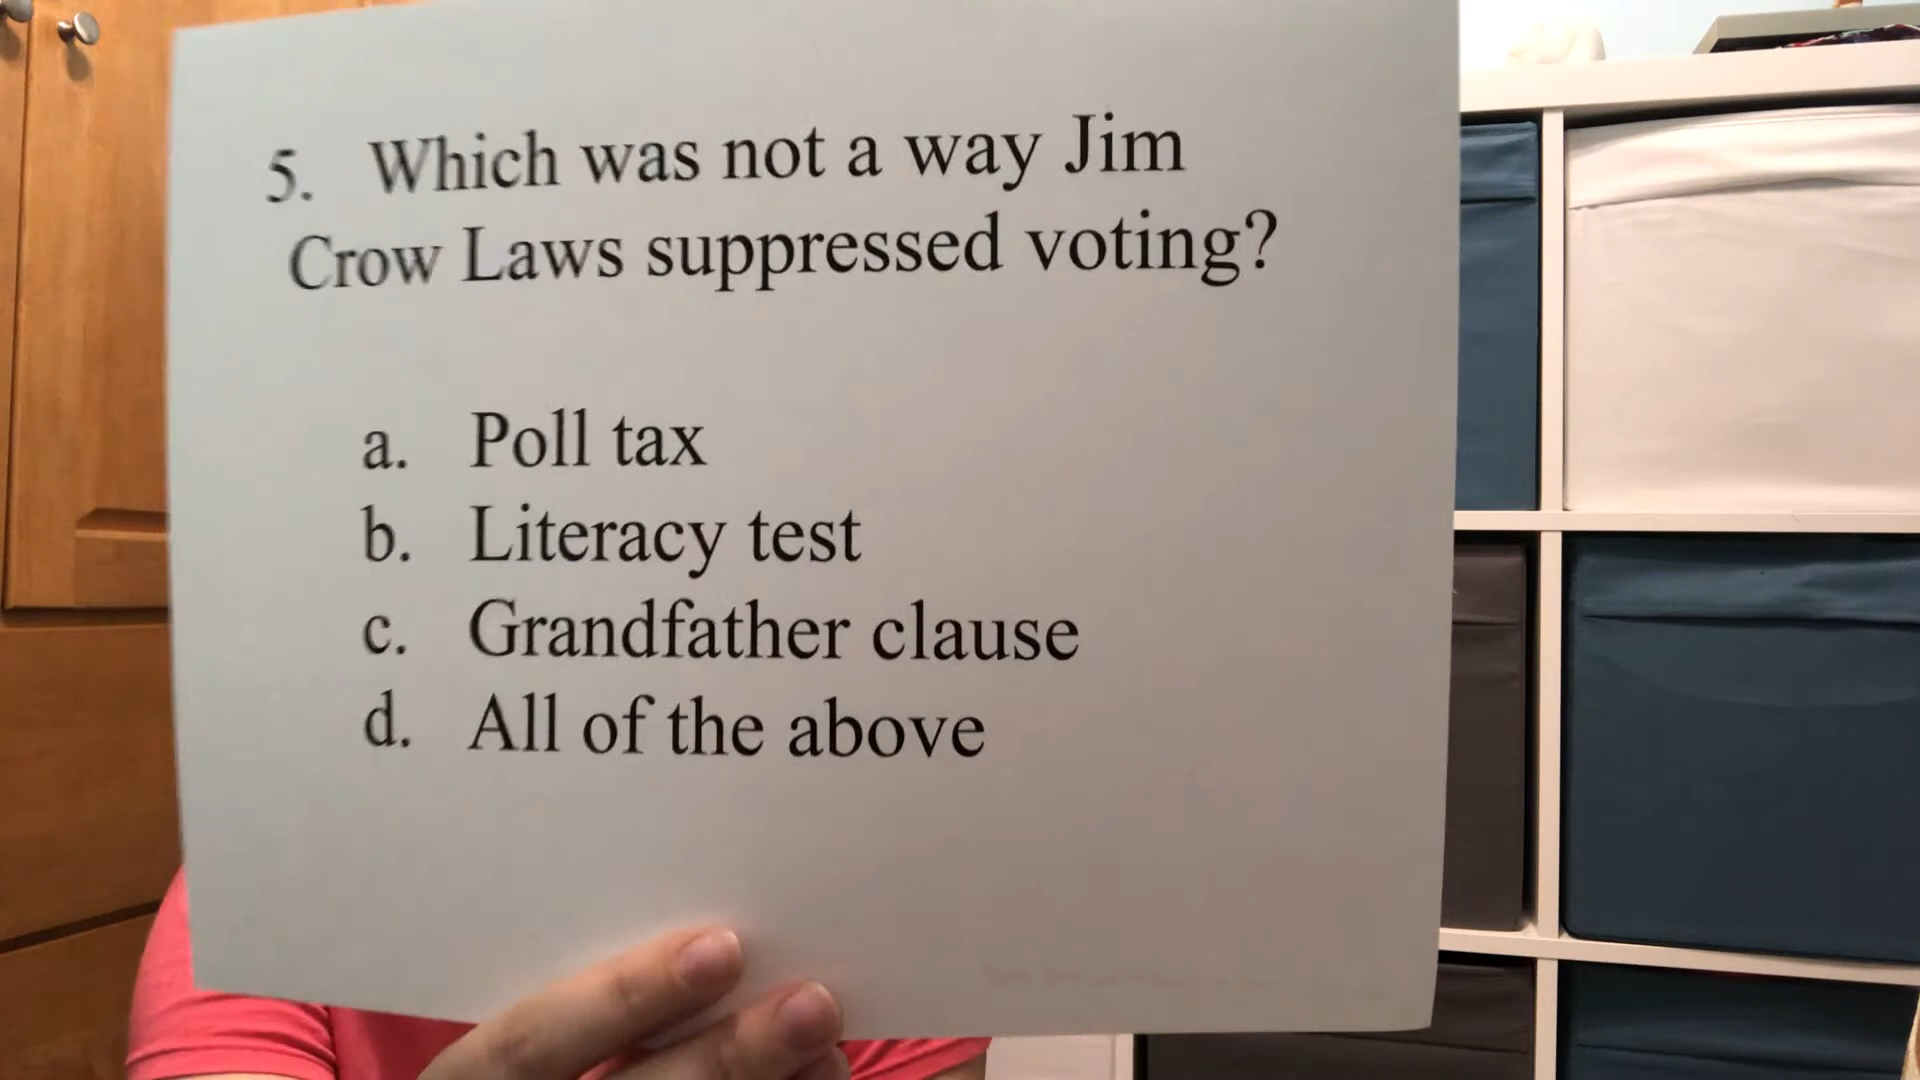 5. Which was not a way Jim
Crow Laws suppressed voting?
a. Poll tax
b. Literacy test
c. Grandfather clause
d. All of the above